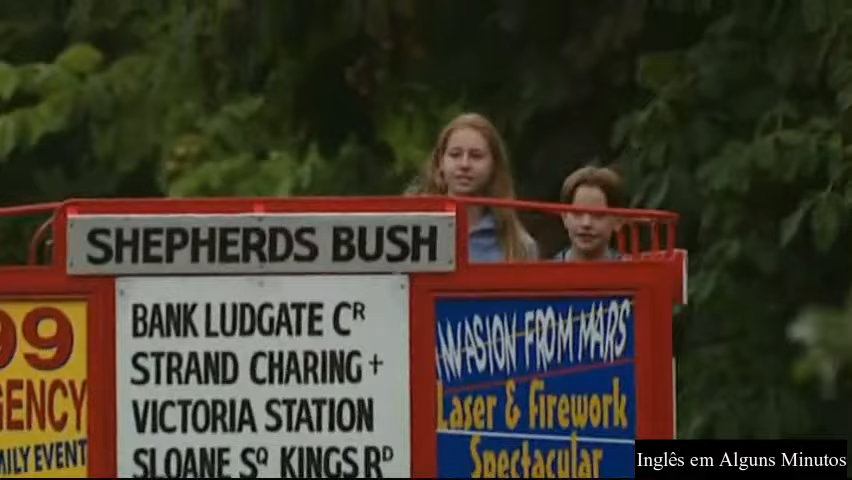 SHEPHERDS BUSH
99
GENCY
MILY EVENT
BANK LUDGATE CR
STRAND CHARING +
VICTORIA STATION
SLOANE SQ KINGS RD
INVASION FROM MARS
Laser & Firework
Spectacular
Inglês em Alguns Minutos